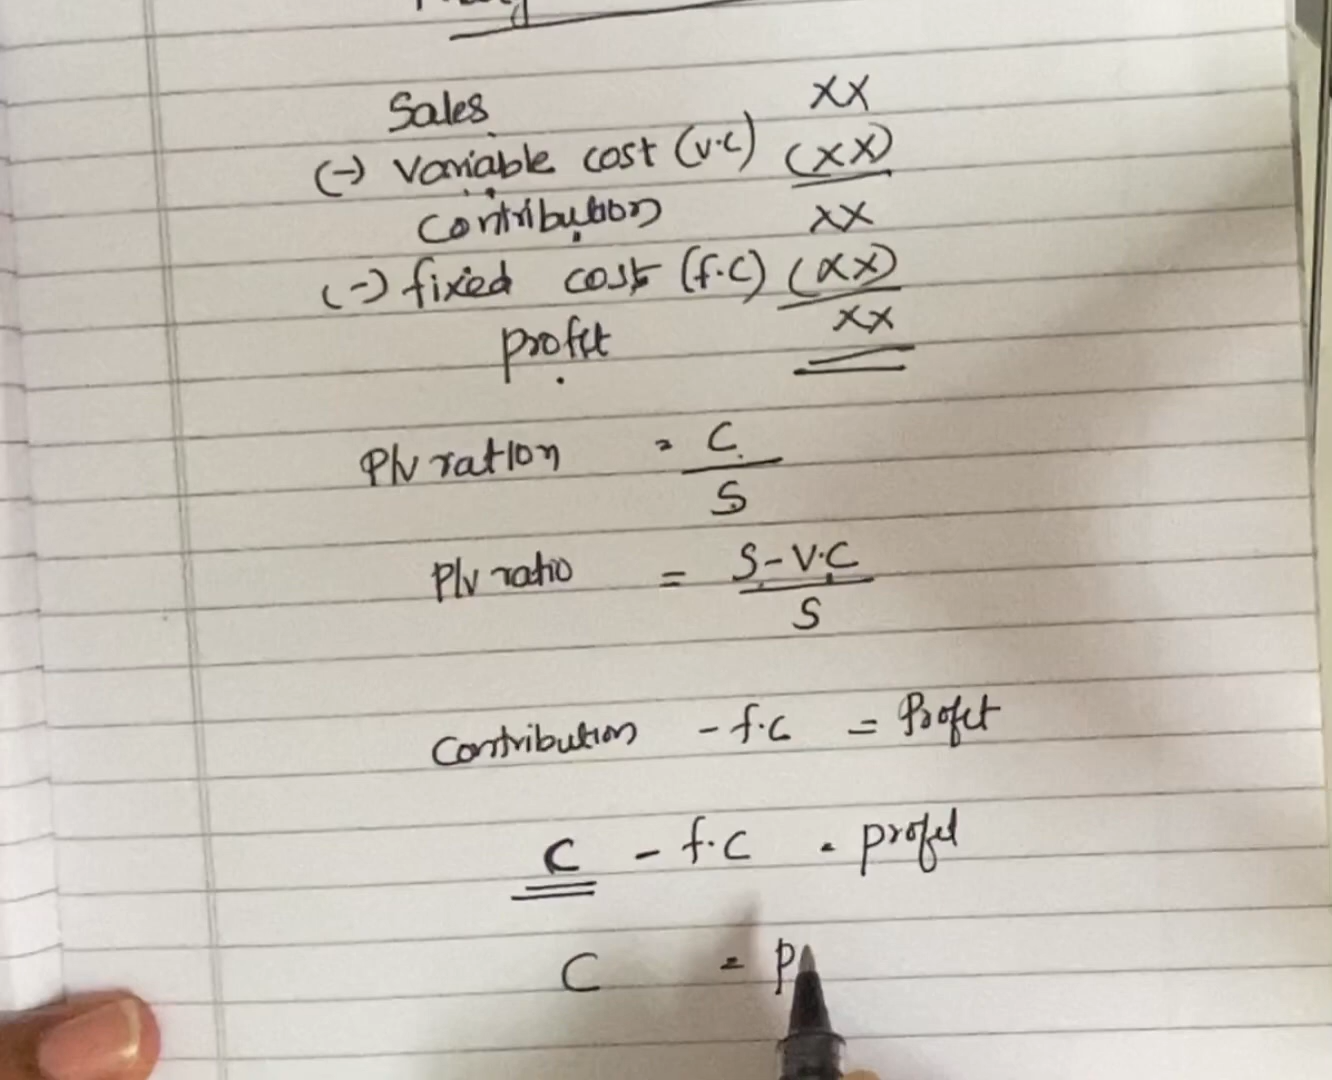 Sales XX
(-) Variable cost (v.c) (XX)
Contribution XX
(-) fixed cost (f.C) (XX)
profit XX
P/v ration = C / S
P/v ratio = S - V.C / S
Contribution - f.c = Profit
C - f.C = profit
C = P